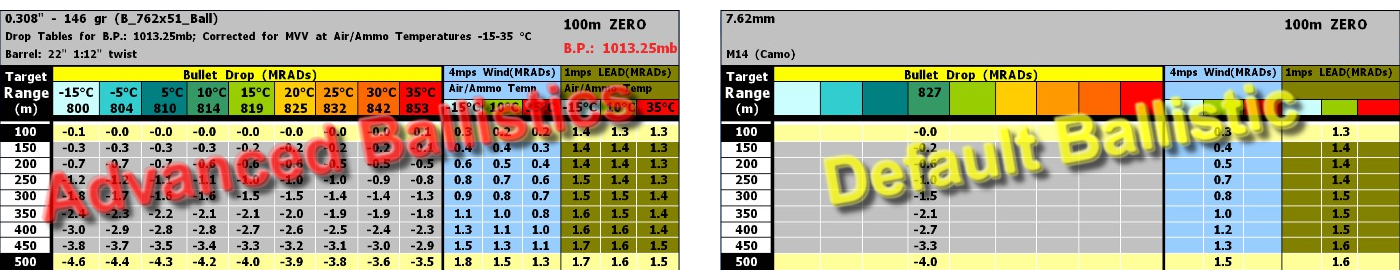 0.308" - 146 gr (B_762x51_Ball)
100m ZERO
Drop Tables for B.P.: 1013.25mb; Corrected for MVV at Air/Ammo Temperatures -15-35 °C
B.P.: 1013.25mb
Barrel: 22" 1:12" twist
Target Range (m) Bullet Drop (MRADs) 4mps Wind(MRADs) 1mps LEAD(MRADs)
Air/Ammo Temp Air/Ammo Temp
-15°C -5°C 5°C 10°C 15°C 20°C 25°C 30°C 35°C -15°C 10°C -15°C 10°C 35°C
800 804 810 814 819 825 832 842 853
100 -0.1 -0.0 -0.0 -0.0 -0.0 -0.0 -0.0 -0.0 0.1 0.3 0.2 0.2 1.4 1.3 1.3
150 -0.3 -0.3 -0.3 -0.3 -0.2 -0.2 -0.2 -0.2 0.4 0.4 0.3 1.4 1.4 1.3
200 -0.7 -0.7 -0.7 -0.6 -0.6 -0.6 -0.5 -0.5 -0.5 0.6 0.5 0.4 1.4 1.4 1.3
250 -1.2 -1.2 -1.1 -1.1 -1.0 -1.0 -1.0 -0.9 -0.8 0.8 0.7 0.6 1.5 1.4 1.3
300 -1.8 -1.7 -1.6 -1.6 -1.5 -1.5 -1.4 -1.4 -1.3 0.9 0.8 0.7 1.5 1.4 1.4
350 -2.4 -2.3 -2.2 -2.1 -2.1 -2.0 -1.9 -1.9 -1.8 1.1 1.0 0.8 1.6 1.5 1.4
400 -3.0 -2.9 -2.8 -2.8 -2.7 -2.6 -2.5 -2.4 -2.3 1.3 1.1 1.0 1.6 1.6 1.4
450 -3.8 -3.7 -3.5 -3.4 -3.3 -3.2 -3.1 -3.0 -2.9 1.5 1.3 1.1 1.7 1.6 1.4
500 -4.6 -4.4 -4.3 -4.2 -4.0 -3.9 -3.8 -3.6 -3.5 1.8 1.5 1.3 1.7 1.6 1.5
Advanced Ballistics
7.62mm
100m ZERO
M14 (Camo)
Target Range (m) Bullet Drop (MRADs) 4mps Wind(MRADs) 1mps LEAD(MRADs)
827
100 -0.0 0.3 1.3
150 -0.2 0.4 1.4
200 -0.6 0.5 1.4
250 -1.0 0.7 1.4
300 -1.5 0.8 1.5
350 -2.1 1.0 1.5
400 -2.7 1.2 1.5
450 -3.3 1.3 1.6
500 -4.0 1.5 1.6
Default Ballistic